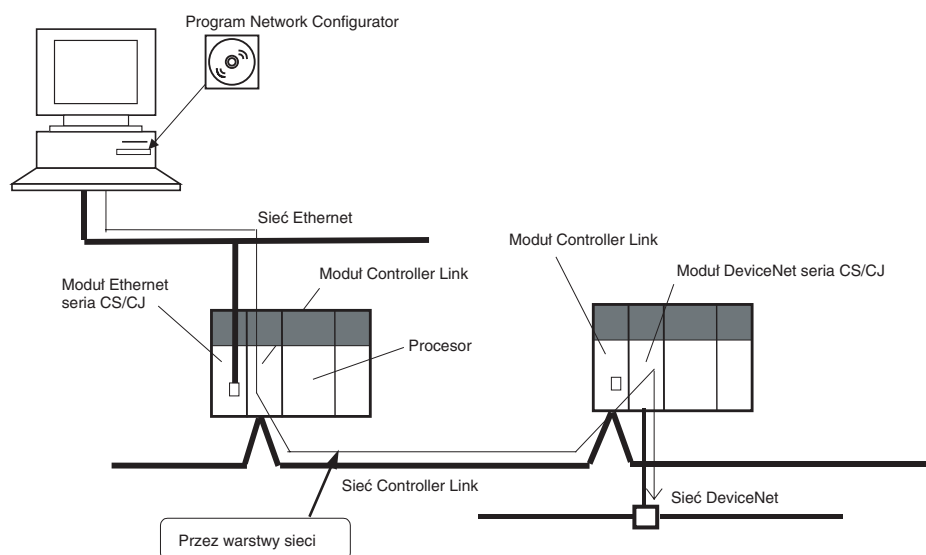 Program Network Configurator
Sieć Ethernet
Moduł Controller Link
Moduł Ethernet
seria CS/CJ
Moduł Controller Link
Moduł DeviceNet seria CS/CJ
Procesor
Sieć Controller Link
Sieć DeviceNet
Przez warstwy sieci